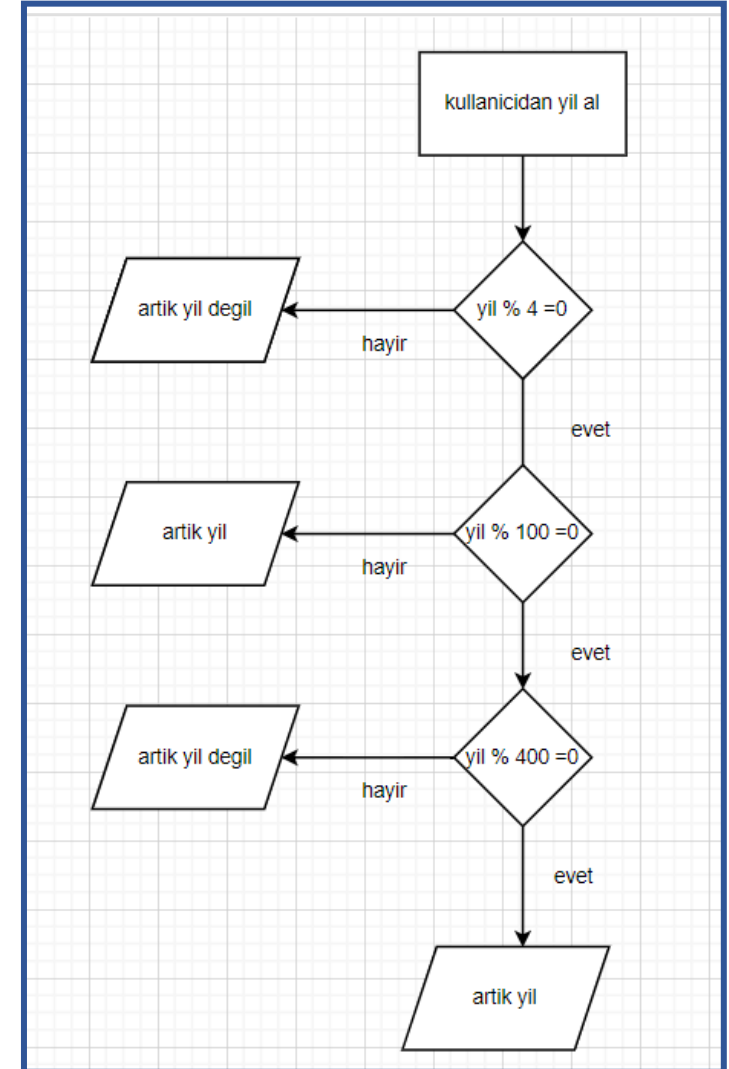 kullanicidan yil al
yil % 4 =0
artik yil degil
hayir
evet
yil % 100 =0
artik yil
hayir
evet
yil % 400 =0
artik yil degil
hayir
evet
artik yil